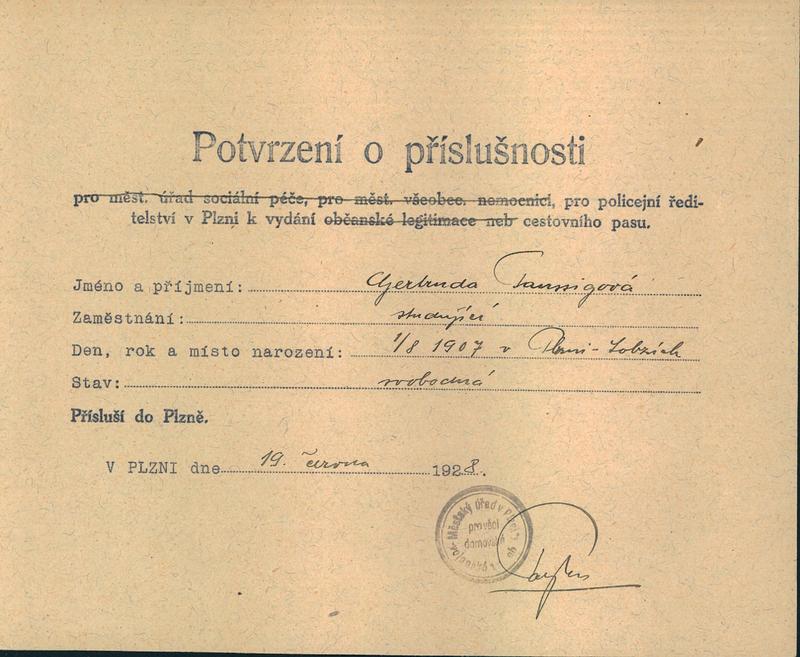 Potvrzení o příslušnosti
pro měst. úřad sociální péče, pro měst. všeobec. nemocnici, pro policejní ředi-
telství v Plzni k vydání občanské legitimace neb cestovního pasu.
Jméno a příjmení: Gertruda Taussigová
Zaměstnání: studující
Den, rok a místo narození: 1/8 1907 v Plzni-Lobzích
Stav: svobodná
Přísluší do Plzně.
V PLZNI dne 19. června 1928.
Městský úřad v Plzni
pro věci
domovské